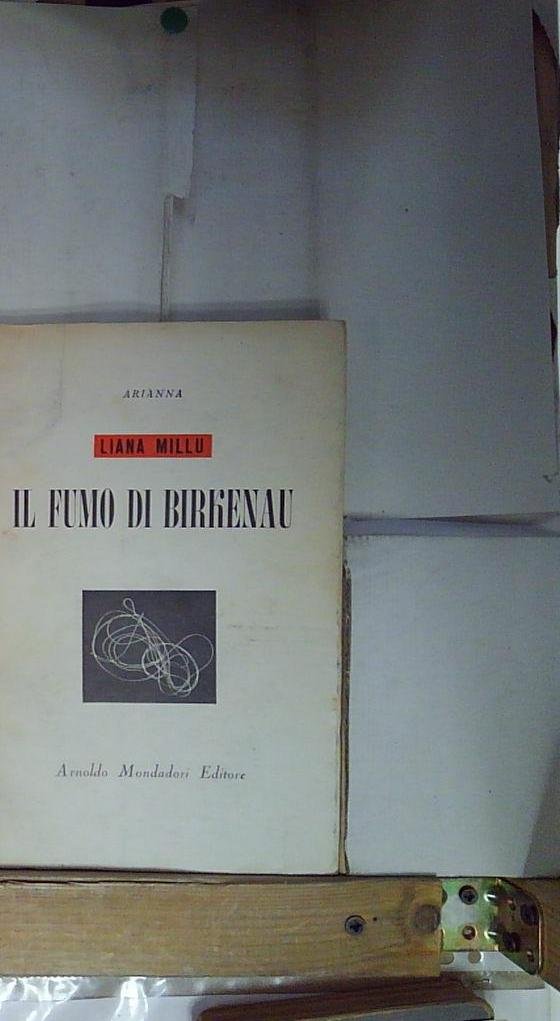 ARIANNA
LIANA MILLU
IL FUMO DI BIRKENAU
Arnoldo Mondadori Editore